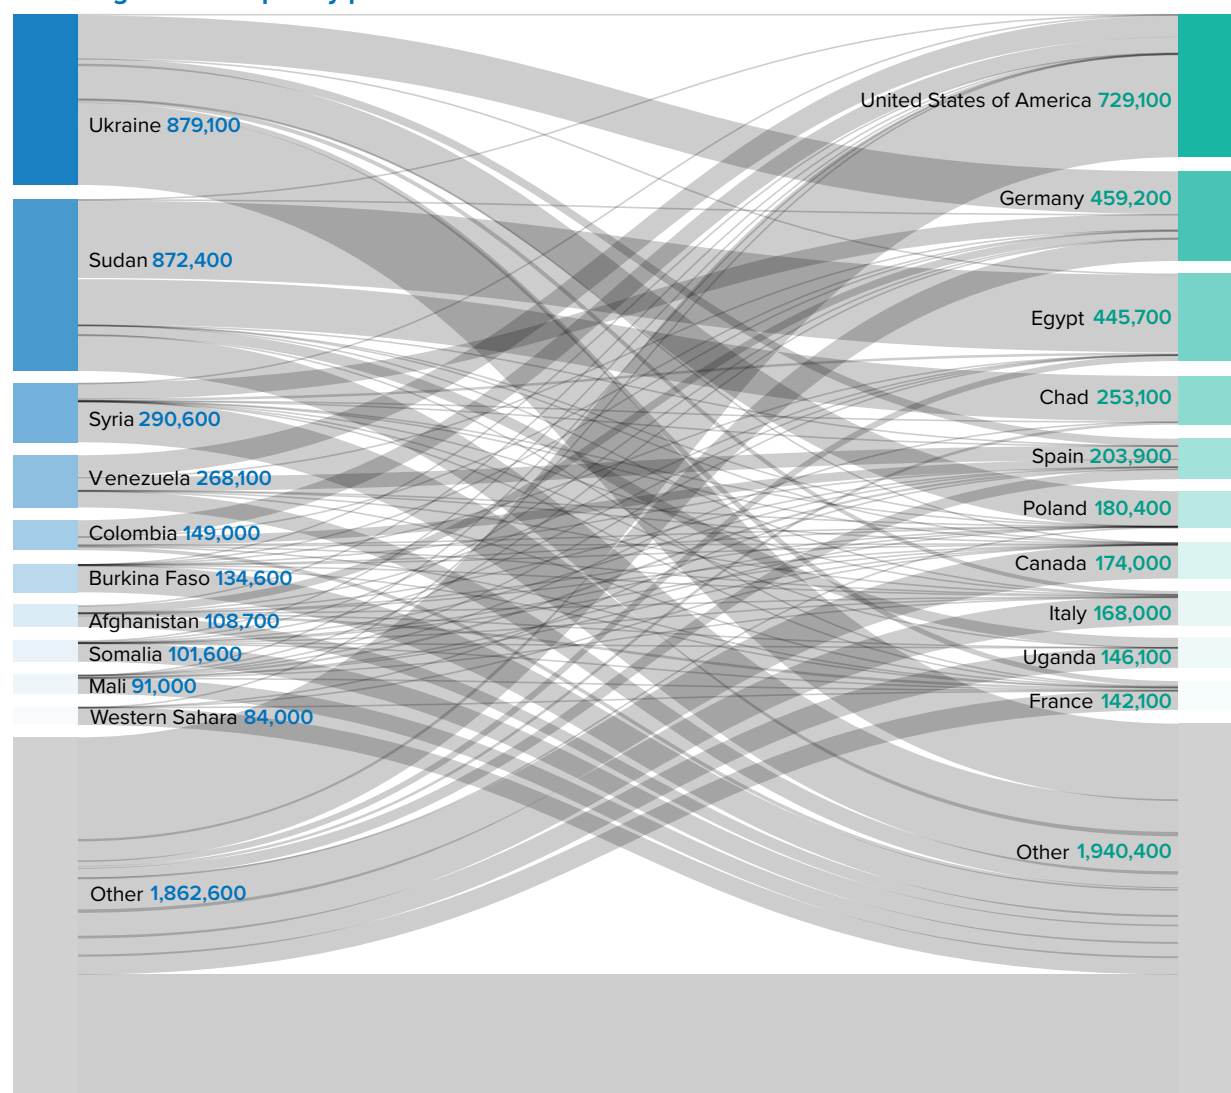 Ukraine 879,100
Sudan 872,400
Syria 290,600
Venezuela 268,100
Colombia 149,000
Burkina Faso 134,600
Afghanistan 108,700
Somalia 101,600
Mali 91,000
Western Sahara 84,000
Other 1,862,600
United States of America 729,100
Germany 459,200
Egypt 445,700
Chad 253,100
Spain 203,900
Poland 180,400
Canada 174,000
Italy 168,000
Uganda 146,100
France 142,100
Other 1,940,400